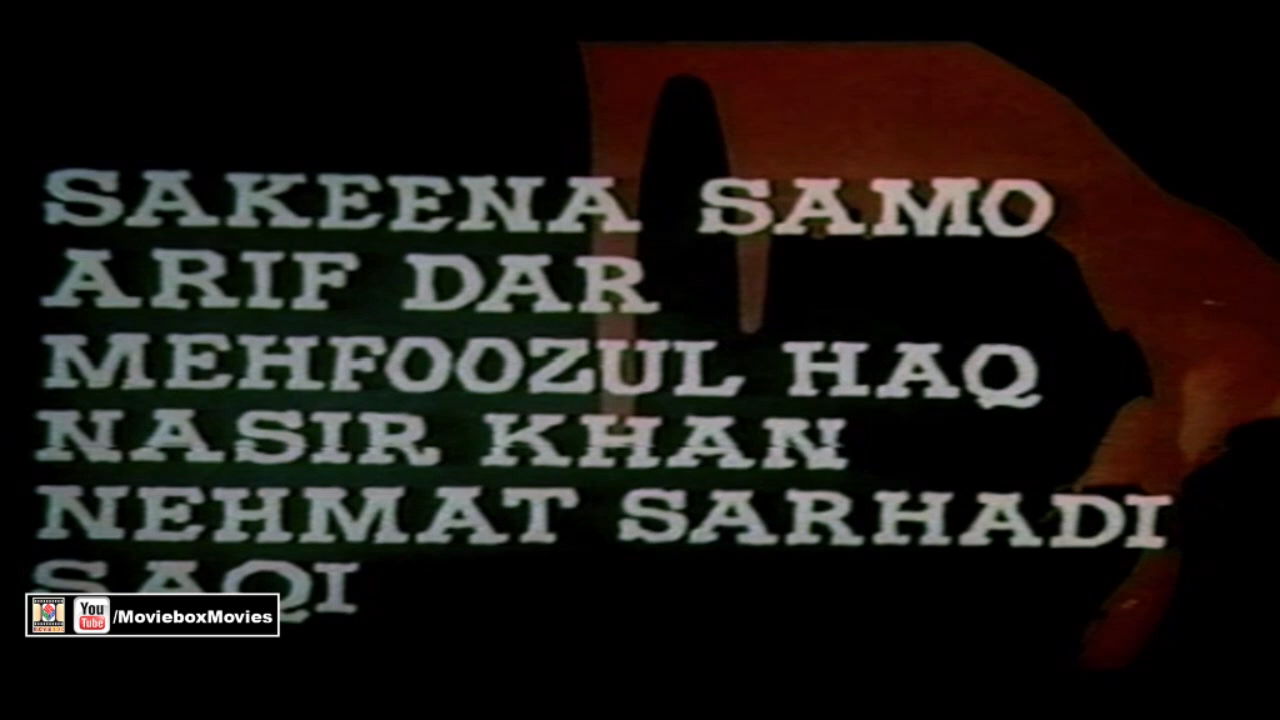 SAKEENA SAMO
ARIF DAR
MEHFOOZUL HAQ
NASIR KHAN
NEHMAT SARHADI
SAQI
You Tube /MovieboxMovies